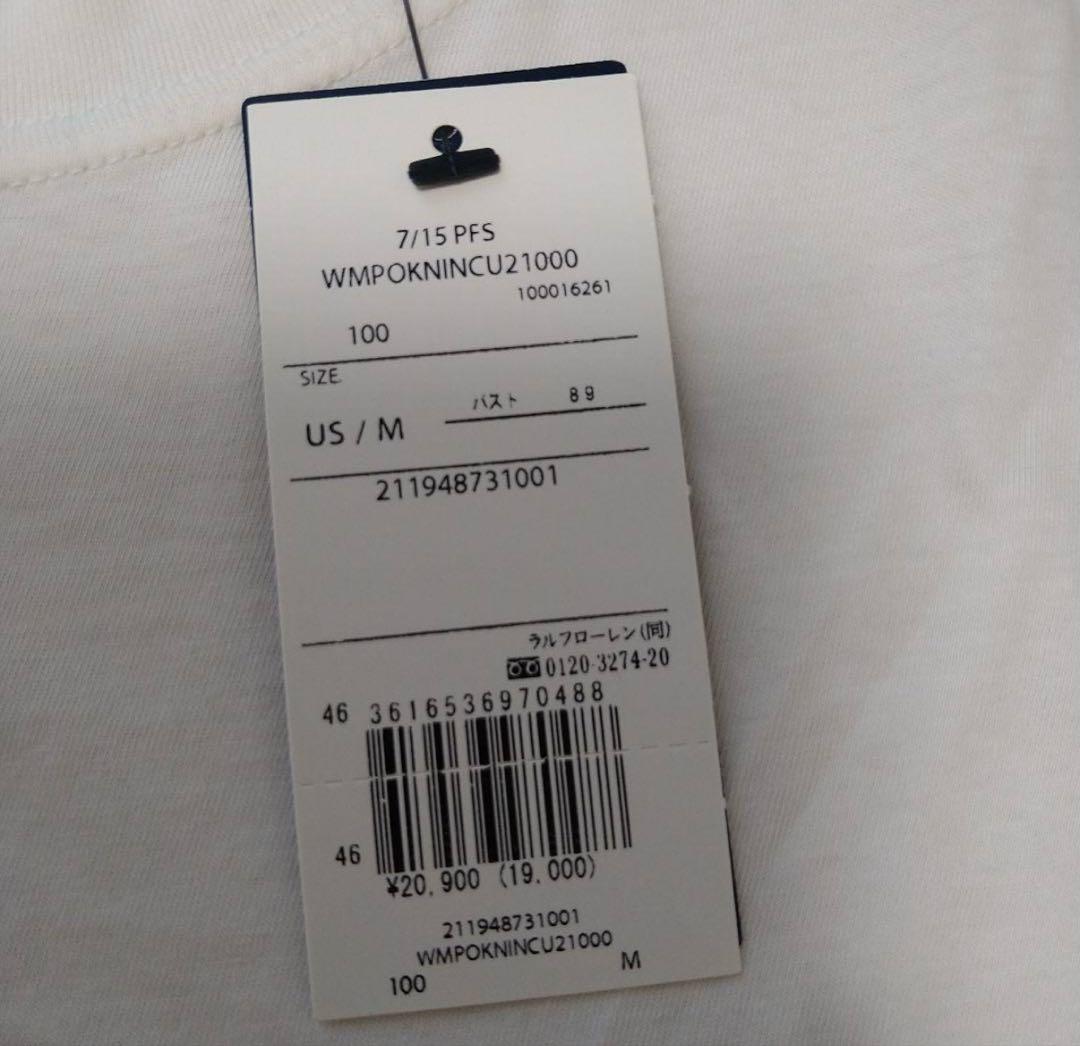 7/15 PFS
WMPOKNINCU21000
100016261
100
SIZE
バスト 89
US / M
211948731001
ラルフローレン(同)
0120-3274-20
46 3616536970488
46
¥20,900 (19,000)
211948731001
WMPOKNINCU21000
100 M